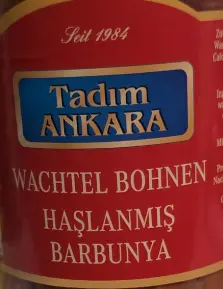 Seit 1984
Tadım
ANKARA
WACHTEL BOHNEN
HAŞLANMIŞ
BARBUNYA